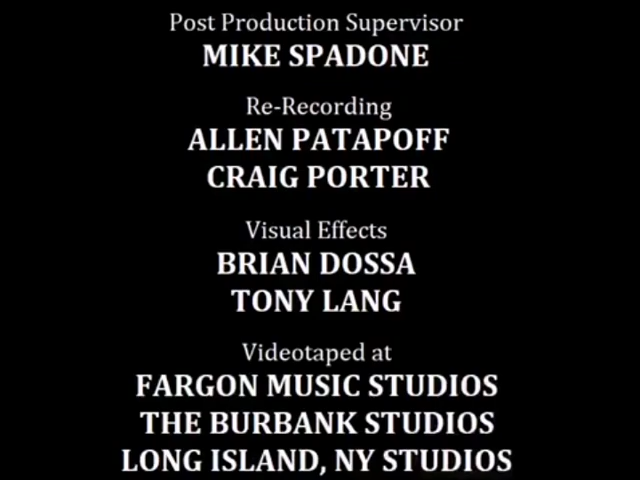 Post Production Supervisor
MIKE SPADONE
Re-Recording
ALLEN PATAPOFF
CRAIG PORTER
Visual Effects
BRIAN DOSSA
TONY LANG
Videotaped at
FARGON MUSIC STUDIOS
THE BURBANK STUDIOS
LONG ISLAND, NY STUDIOS